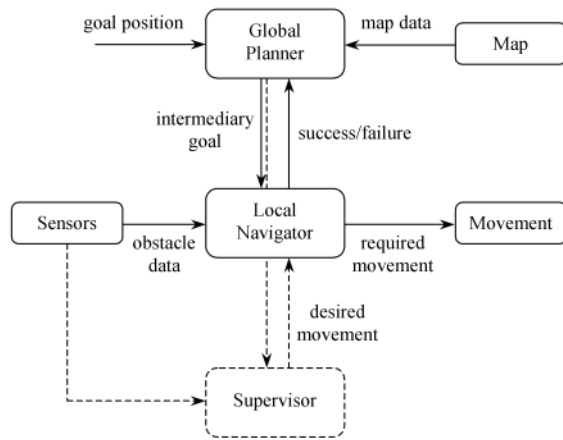 goal position
Global
Planner
map data
Map
intermediary
goal
success/failure
Sensors
obstacle
data
Local
Navigator
required
movement
Movement
desired
movement
Supervisor